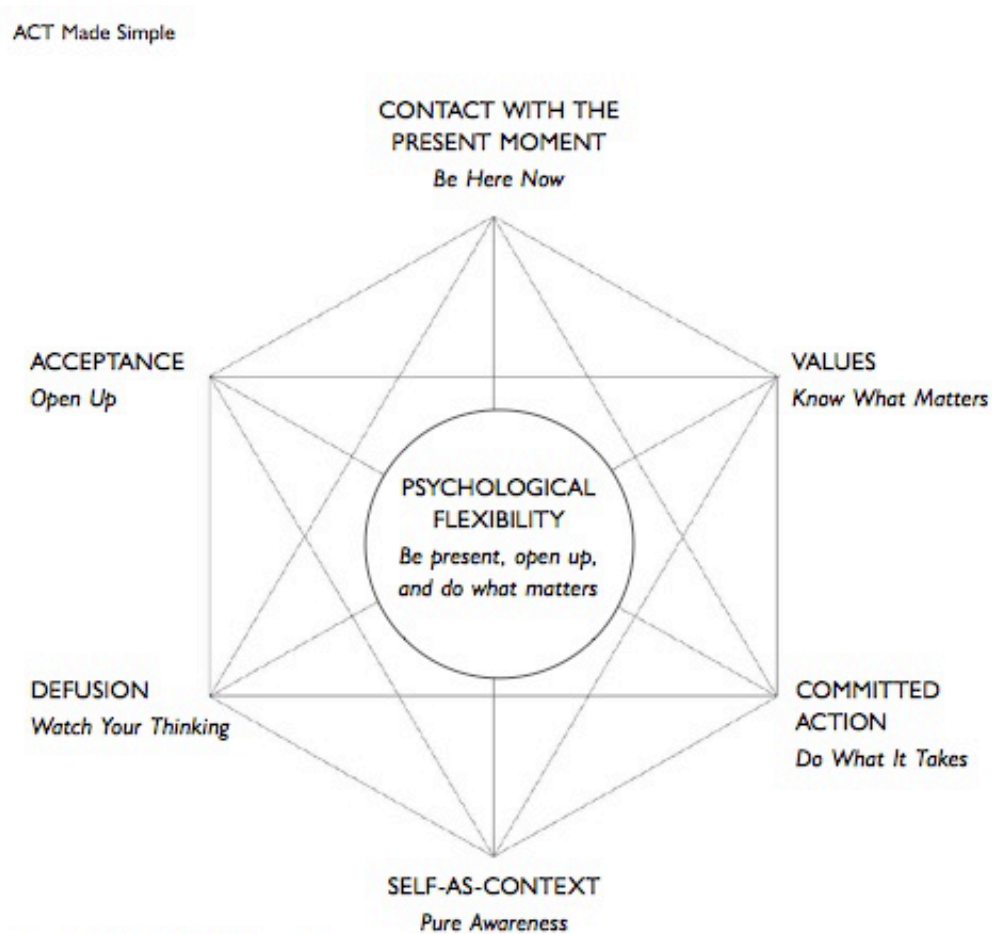 ACT Made Simple
CONTACT WITH THE
PRESENT MOMENT
Be Here Now
ACCEPTANCE
Open Up
VALUES
Know What Matters
PSYCHOLOGICAL
FLEXIBILITY
Be present, open up,
and do what matters
DEFUSION
Watch Your Thinking
COMMITTED
ACTION
Do What It Takes
SELF-AS-CONTEXT
Pure Awareness